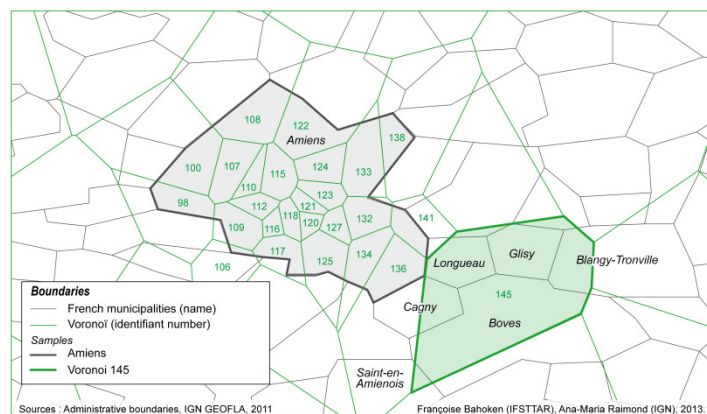 108
122
Amiens
138
100
107
115
124
133
110
123
98
112
118
121
132
141
109
116
120
127
117
125
134
136
106
Longueau
Glisy
Blangy-Tronville
145
Cagny
Boves
Saint-en-
Amienois
Boundaries
French municipalities (name)
Voronoï (identifiant number)
Samples
Amiens
Voronoi 145
Sources : Administrative boundaries, IGN GEOFLA, 2011
Françoise Bahoken (IFSTTAR), Ana-Maria Raimond (IGN), 2013